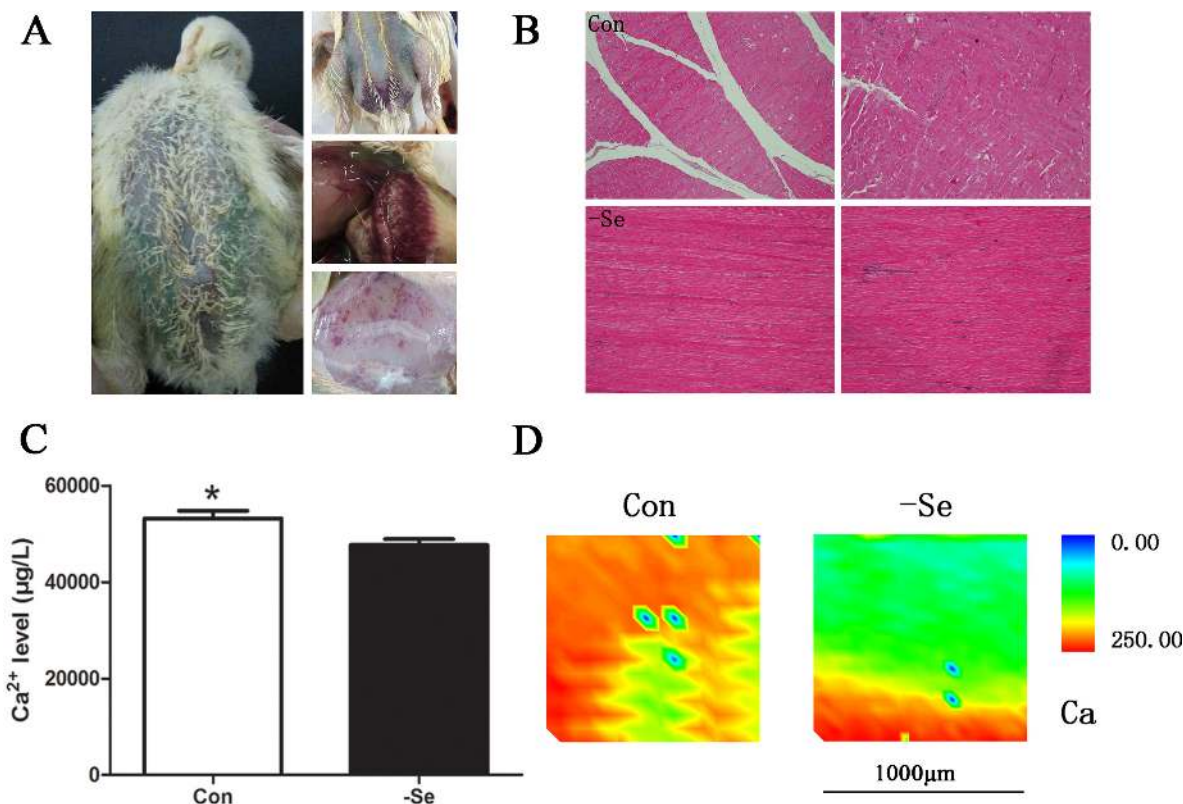 A
B
Con
-Se
C
Ca²⁺ level (µg/L)
60000
40000
20000
0
*
Con
-Se
D
Con
-Se
0.00
250.00
Ca
1000µm